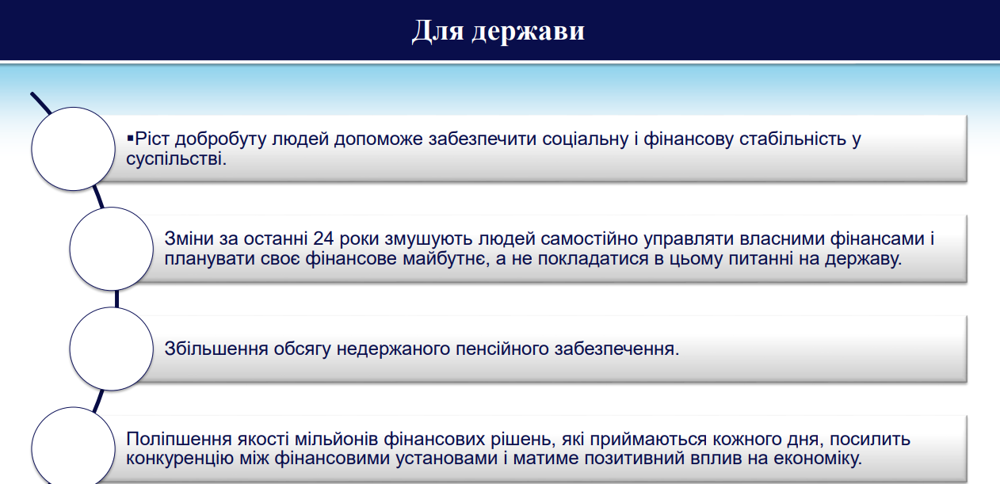 Для держави
▪Ріст добробуту людей допоможе забезпечити соціальну і фінансову стабільність у
суспільстві.
Зміни за останні 24 роки змушують людей самостійно управляти власними фінансами і
планувати своє фінансове майбутнє, а не покладатися в цьому питанні на державу.
Збільшення обсягу недержаного пенсійного забезпечення.
Поліпшення якості мільйонів фінансових рішень, які приймаються кожного дня, посилить
конкуренцію між фінансовими установами і матиме позитивний вплив на економіку.